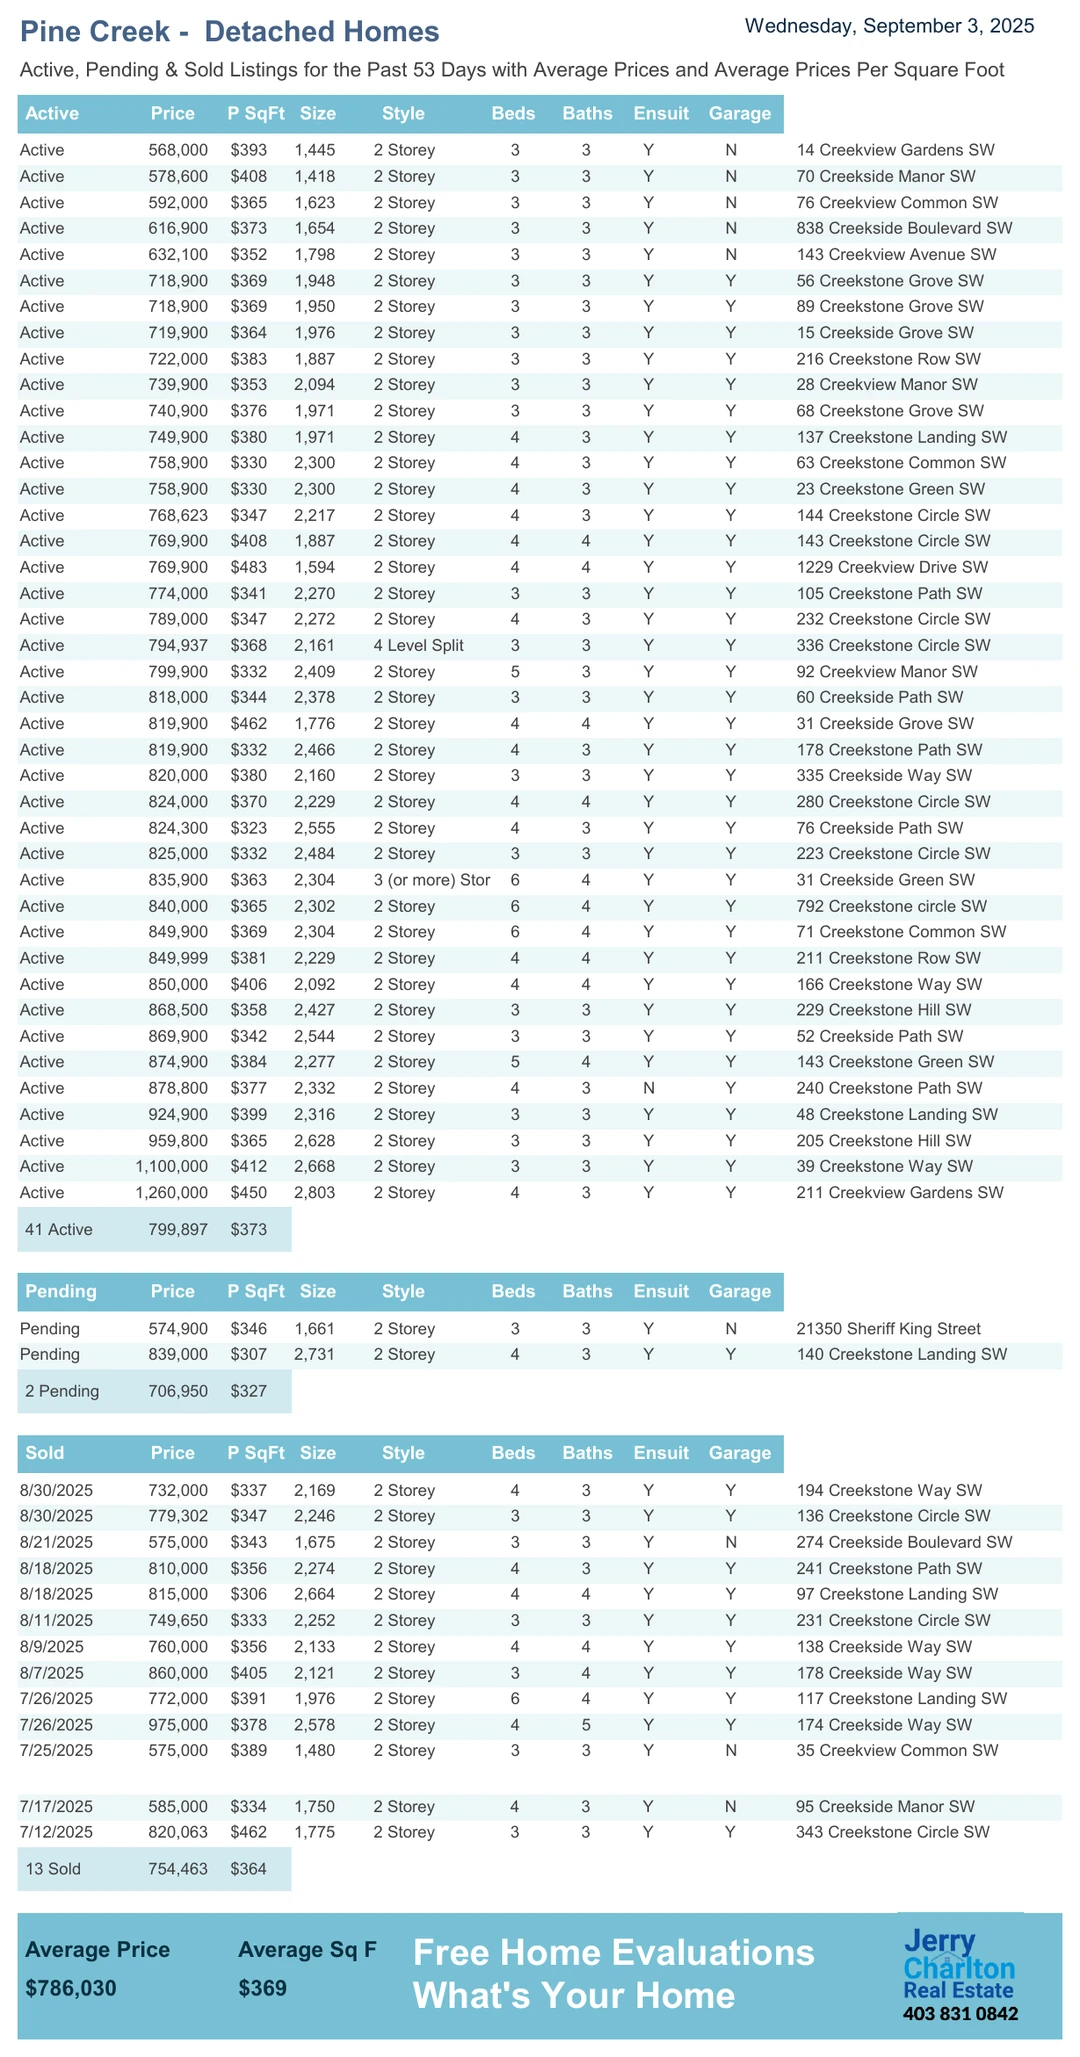 Pine Creek -  Detached Homes
Wednesday, September 3, 2025
Active, Pending & Sold Listings for the Past 53 Days with Average Prices and Average Prices Per Square Foot
Active Price P SqFt Size Style Beds Baths Ensuit Garage
Active 568,000 $393 1,445 2 Storey 3 3 Y N 14 Creekview Gardens SW
Active 578,600 $408 1,418 2 Storey 3 3 Y N 70 Creekside Manor SW
Active 592,000 $365 1,623 2 Storey 3 3 Y N 76 Creekview Common SW
Active 616,900 $373 1,654 2 Storey 3 3 Y N 838 Creekside Boulevard SW
Active 632,100 $352 1,798 2 Storey 3 3 Y N 143 Creekview Avenue SW
Active 718,900 $369 1,948 2 Storey 3 3 Y Y 56 Creekstone Grove SW
Active 718,900 $369 1,950 2 Storey 3 3 Y Y 89 Creekstone Grove SW
Active 719,900 $364 1,976 2 Storey 3 3 Y Y 15 Creekside Grove SW
Active 722,000 $383 1,887 2 Storey 3 3 Y Y 216 Creekstone Row SW
Active 739,900 $353 2,094 2 Storey 3 3 Y Y 28 Creekview Manor SW
Active 740,900 $376 1,971 2 Storey 3 3 Y Y 68 Creekstone Grove SW
Active 749,900 $380 1,971 2 Storey 4 3 Y Y 137 Creekstone Landing SW
Active 758,900 $330 2,300 2 Storey 4 3 Y Y 63 Creekstone Common SW
Active 758,900 $330 2,300 2 Storey 4 3 Y Y 23 Creekstone Green SW
Active 768,623 $347 2,217 2 Storey 4 3 Y Y 144 Creekstone Circle SW
Active 769,900 $408 1,887 2 Storey 4 4 Y Y 143 Creekstone Circle SW
Active 769,900 $483 1,594 2 Storey 4 4 Y Y 1229 Creekview Drive SW
Active 774,000 $341 2,270 2 Storey 3 3 Y Y 105 Creekstone Path SW
Active 789,000 $347 2,272 2 Storey 4 3 Y Y 232 Creekstone Circle SW
Active 794,937 $368 2,161 4 Level Split 3 3 Y Y 336 Creekstone Circle SW
Active 799,900 $332 2,409 2 Storey 5 3 Y Y 92 Creekview Manor SW
Active 818,000 $344 2,378 2 Storey 3 3 Y Y 60 Creekside Path SW
Active 819,900 $462 1,776 2 Storey 4 4 Y Y 31 Creekside Grove SW
Active 819,900 $332 2,466 2 Storey 4 3 Y Y 178 Creekstone Path SW
Active 820,000 $380 2,160 2 Storey 3 3 Y Y 335 Creekside Way SW
Active 824,000 $370 2,229 2 Storey 4 4 Y Y 280 Creekstone Circle SW
Active 824,300 $323 2,555 2 Storey 4 3 Y Y 76 Creekside Path SW
Active 825,000 $332 2,484 2 Storey 3 3 Y Y 223 Creekstone Circle SW
Active 835,900 $363 2,304 3 (or more) Stor 6 4 Y Y 31 Creekside Green SW
Active 840,000 $365 2,302 2 Storey 6 4 Y Y 792 Creekstone circle SW
Active 849,900 $369 2,304 2 Storey 6 4 Y Y 71 Creekstone Common SW
Active 849,999 $381 2,229 2 Storey 4 4 Y Y 211 Creekstone Row SW
Active 850,000 $406 2,092 2 Storey 4 4 Y Y 166 Creekstone Way SW
Active 868,500 $358 2,427 2 Storey 3 3 Y Y 229 Creekstone Hill SW
Active 869,900 $342 2,544 2 Storey 3 3 Y Y 52 Creekside Path SW
Active 874,900 $384 2,277 2 Storey 5 4 Y Y 143 Creekstone Green SW
Active 878,800 $377 2,332 2 Storey 4 3 N Y 240 Creekstone Path SW
Active 924,900 $399 2,316 2 Storey 3 3 Y Y 48 Creekstone Landing SW
Active 959,800 $365 2,628 2 Storey 3 3 Y Y 205 Creekstone Hill SW
Active 1,100,000 $412 2,668 2 Storey 3 3 Y Y 39 Creekstone Way SW
Active 1,260,000 $450 2,803 2 Storey 4 3 Y Y 211 Creekview Gardens SW
41 Active 799,897 $373
Pending Price P SqFt Size Style Beds Baths Ensuit Garage
Pending 574,900 $346 1,661 2 Storey 3 3 Y N 21350 Sheriff King Street
Pending 839,000 $307 2,731 2 Storey 4 3 Y Y 140 Creekstone Landing SW
2 Pending 706,950 $327
Sold Price P SqFt Size Style Beds Baths Ensuit Garage
8/30/2025 732,000 $337 2,169 2 Storey 4 3 Y Y 194 Creekstone Way SW
8/30/2025 779,302 $347 2,246 2 Storey 3 3 Y Y 136 Creekstone Circle SW
8/21/2025 575,000 $343 1,675 2 Storey 3 3 Y N 274 Creekside Boulevard SW
8/18/2025 810,000 $356 2,274 2 Storey 4 3 Y Y 241 Creekstone Path SW
8/18/2025 815,000 $306 2,664 2 Storey 4 4 Y Y 97 Creekstone Landing SW
8/11/2025 749,650 $333 2,252 2 Storey 3 3 Y Y 231 Creekstone Circle SW
8/9/2025 760,000 $356 2,133 2 Storey 4 4 Y Y 138 Creekside Way SW
8/7/2025 860,000 $405 2,121 2 Storey 3 4 Y Y 178 Creekside Way SW
7/26/2025 772,000 $391 1,976 2 Storey 6 4 Y Y 117 Creekstone Landing SW
7/26/2025 975,000 $378 2,578 2 Storey 4 5 Y Y 174 Creekside Way SW
7/25/2025 575,000 $389 1,480 2 Storey 3 3 Y N 35 Creekview Common SW
7/17/2025 585,000 $334 1,750 2 Storey 4 3 Y N 95 Creekside Manor SW
7/12/2025 820,063 $462 1,775 2 Storey 3 3 Y Y 343 Creekstone Circle SW
13 Sold 754,463 $364
Average Price Average Sq F
$786,030 $369
Free Home Evaluations
What's Your Home
Jerry
Charlton
Real Estate
403 831 0842